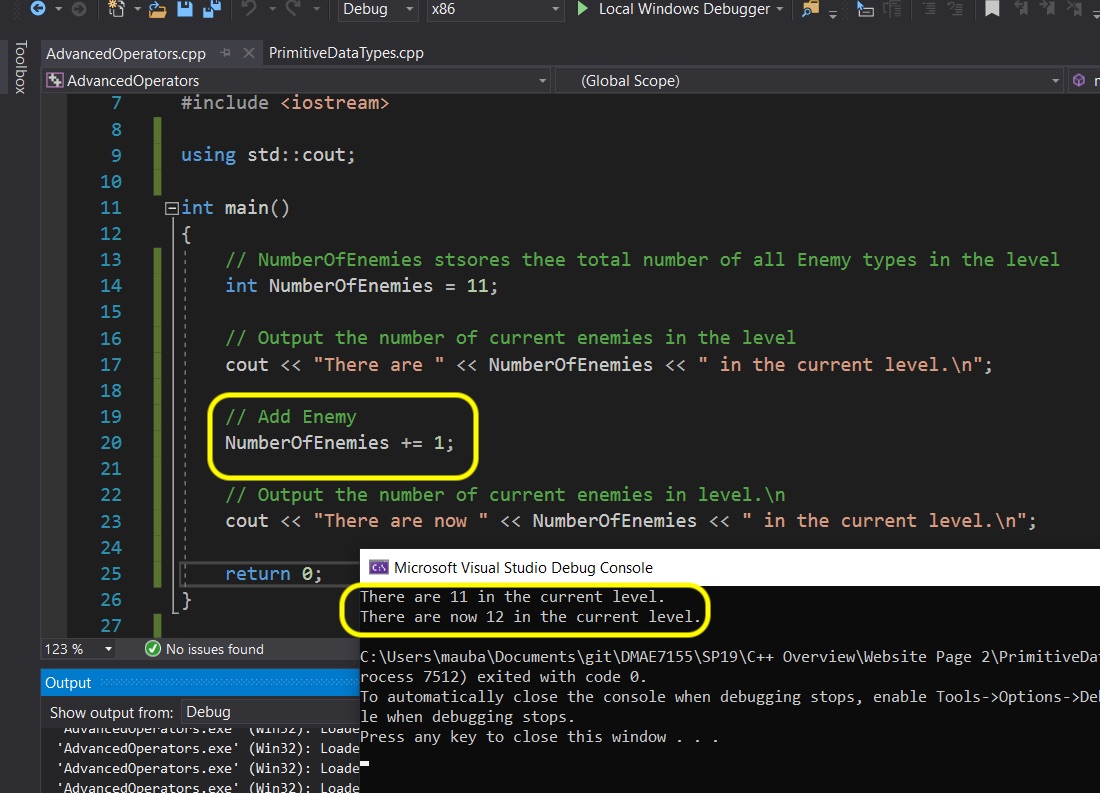 Debug x86 Local Windows Debugger
Toolbox
AdvancedOperators.cpp PrimitiveDataTypes.cpp
AdvancedOperators (Global Scope)
7 #include <iostream>
8
9 using std::cout;
10
11 int main()
12 {
13 // NumberOfEnemies stsores thee total number of all Enemy types in the level
14 int NumberOfEnemies = 11;
15
16 // Output the number of current enemies in the level
17 cout << "There are " << NumberOfEnemies << " in the current level.\n";
18
19 // Add Enemy
20 NumberOfEnemies += 1;
21
22 // Output the number of current enemies in level.\n
23 cout << "There are now " << NumberOfEnemies << " in the current level.\n";
24
25 return 0;
26 }
27
123 % No issues found
Output
Show output from: Debug
'AdvancedOperators.exe' (Win32): Loade
'AdvancedOperators.exe' (Win32): Loade
'AdvancedOperators.exe' (Win32): Loade
'AdvancedOperators.exe' (Win32): Loade
C:\ Microsoft Visual Studio Debug Console
There are 11 in the current level.
There are now 12 in the current level.
C:\Users\mauba\Documents\git\DMAE7155\SP19\C++ Overview\Website Page 2\PrimitiveDat
rocess 7512) exited with code 0.
To automatically close the console when debugging stops, enable Tools->Options->Deb
le when debugging stops.
Press any key to close this window . . .